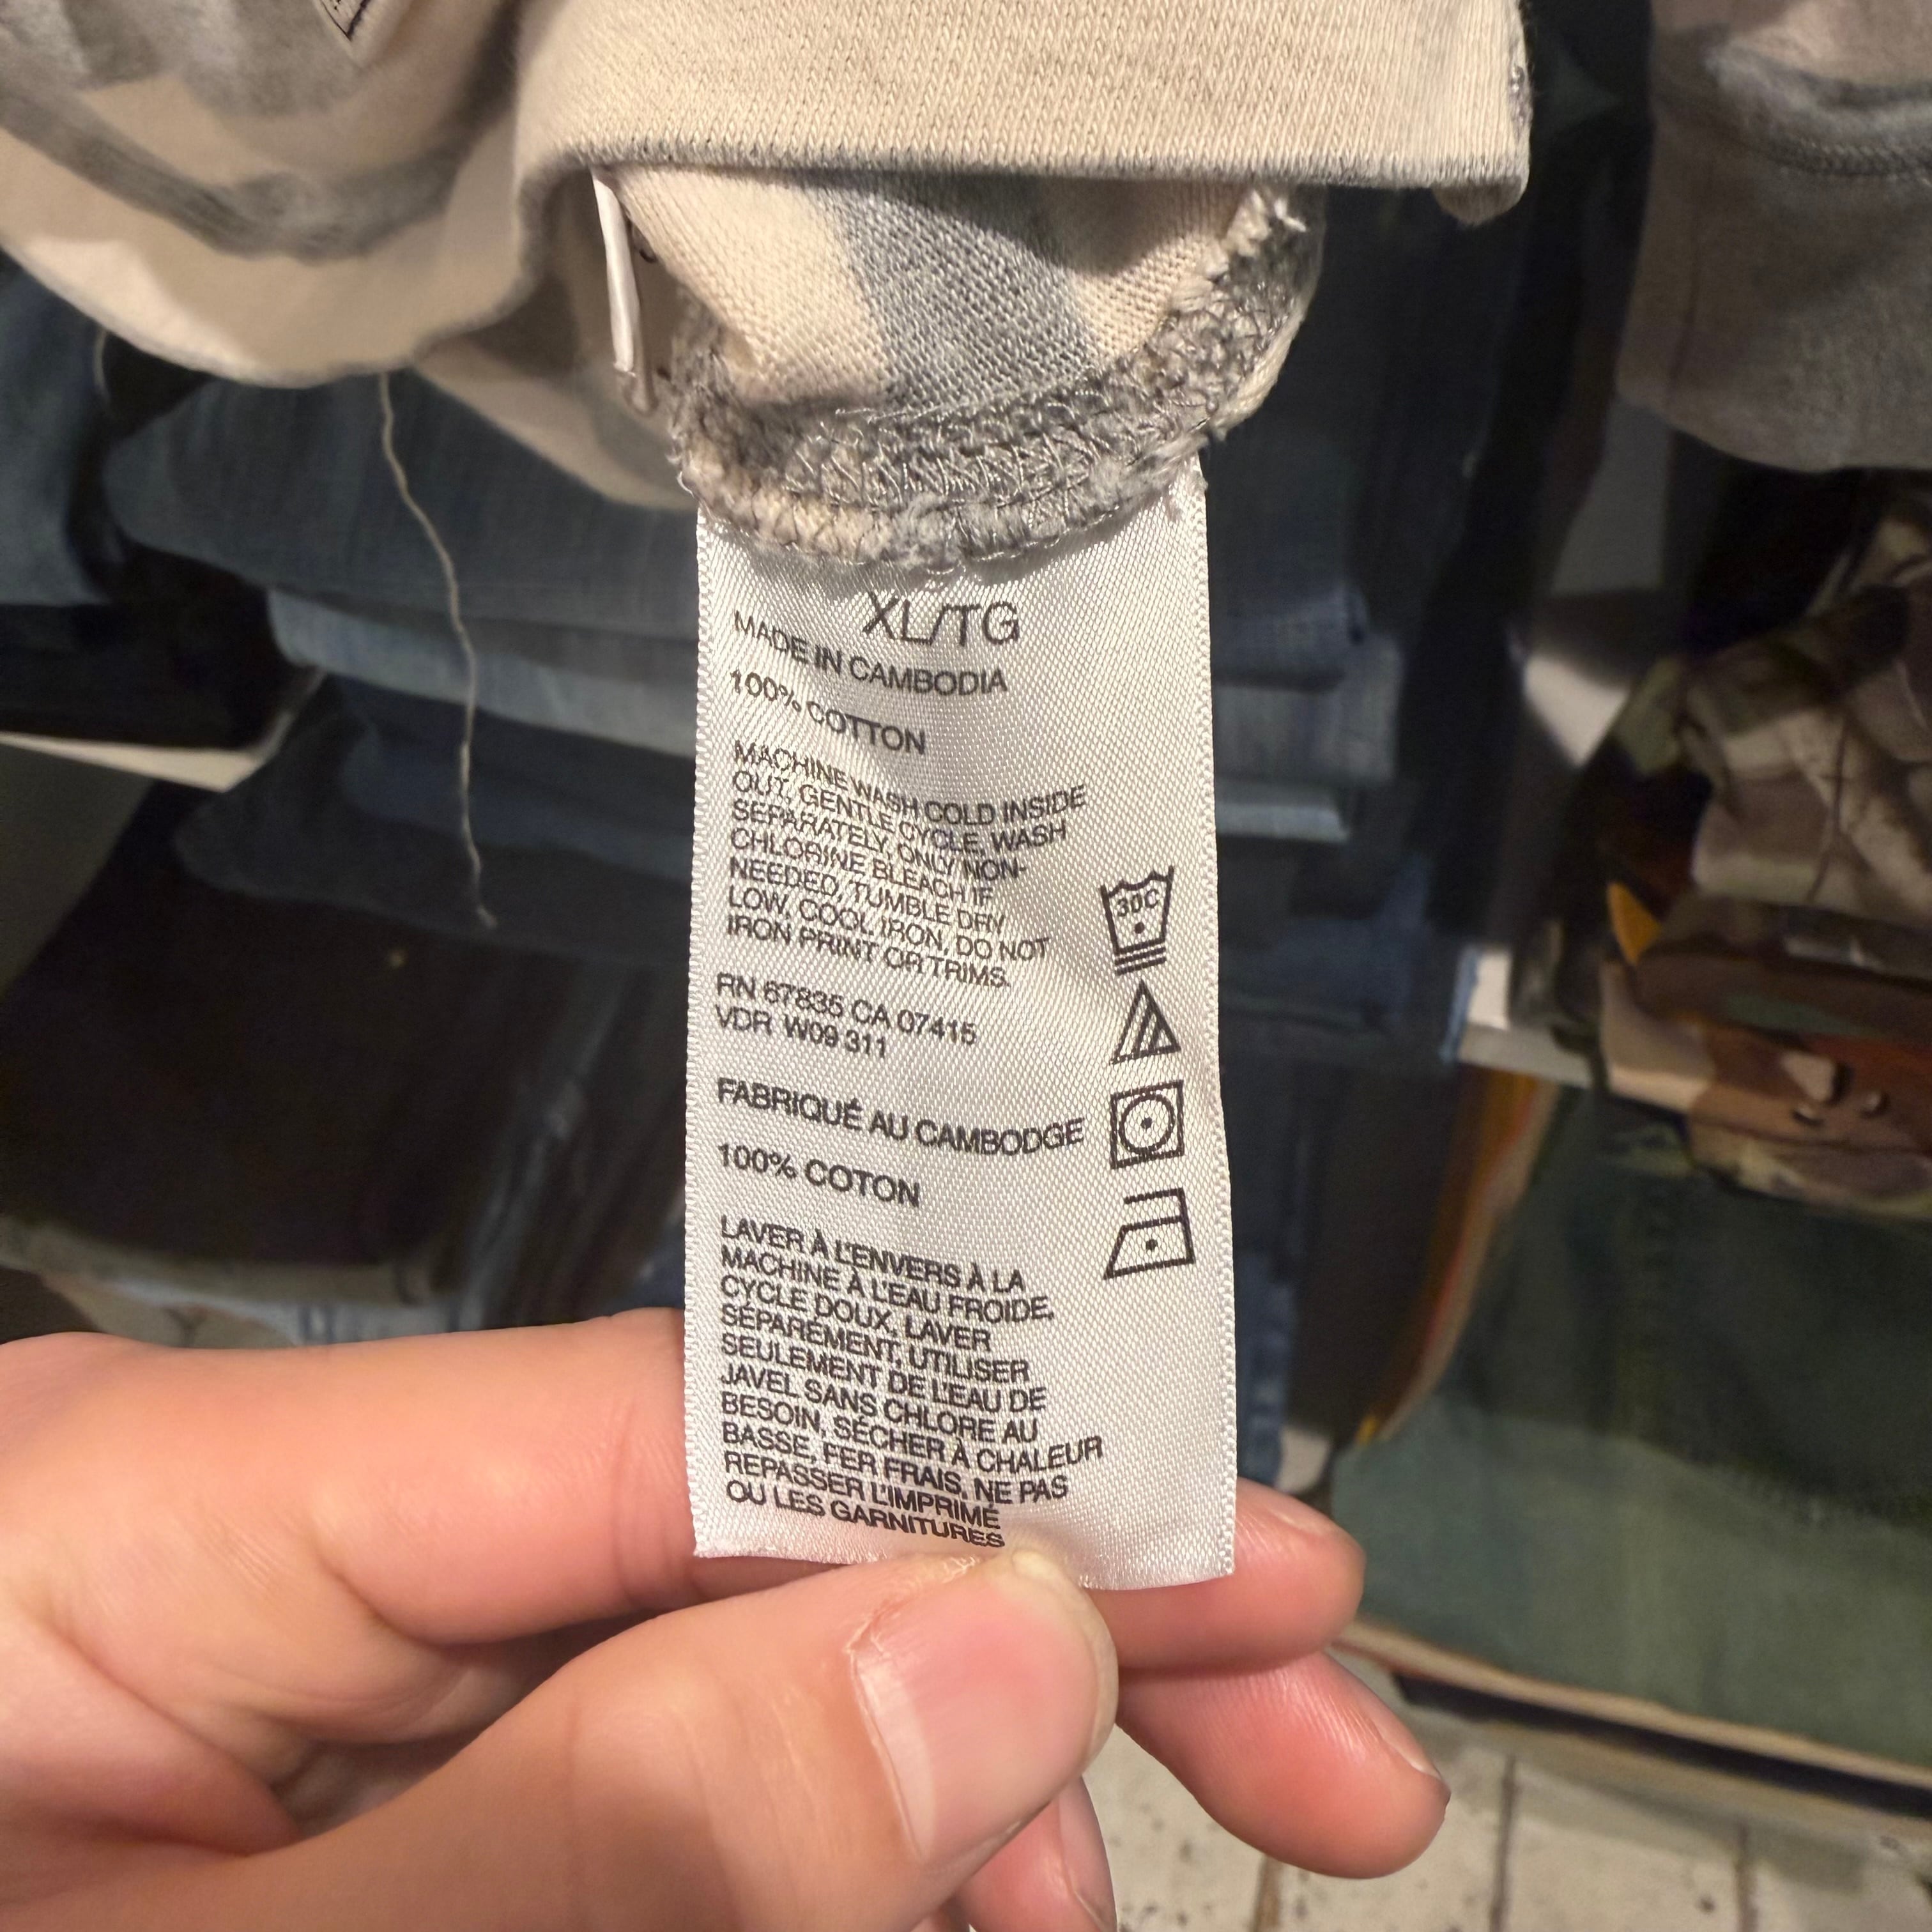 XL/TG
MADE IN CAMBODIA
100% COTTON
MACHINE WASH COLD INSIDE
OUT, GENTLE CYCLE, WASH
SEPARATELY, ONLY NON-
CHLORINE BLEACH IF
NEEDED, TUMBLE DRY
LOW, COOL IRON, DO NOT
IRON PRINT OR TRIMS.
30C
RN 67835 CA 07415
VDR W09 311
FABRIQUÉ AU CAMBODGE
100% COTON
LAVER À L'ENVERS À LA
MACHINE À L'EAU FROIDE,
CYCLE DOUX, LAVER
SÉPARÉMENT, UTILISER
SEULEMENT DE L'EAU DE
JAVEL SANS CHLORE AU
BESOIN, SÉCHER À CHALEUR
BASSE, FER FRAIS, NE PAS
REPASSER L'IMPRIMÉ
OU LES GARNITURES